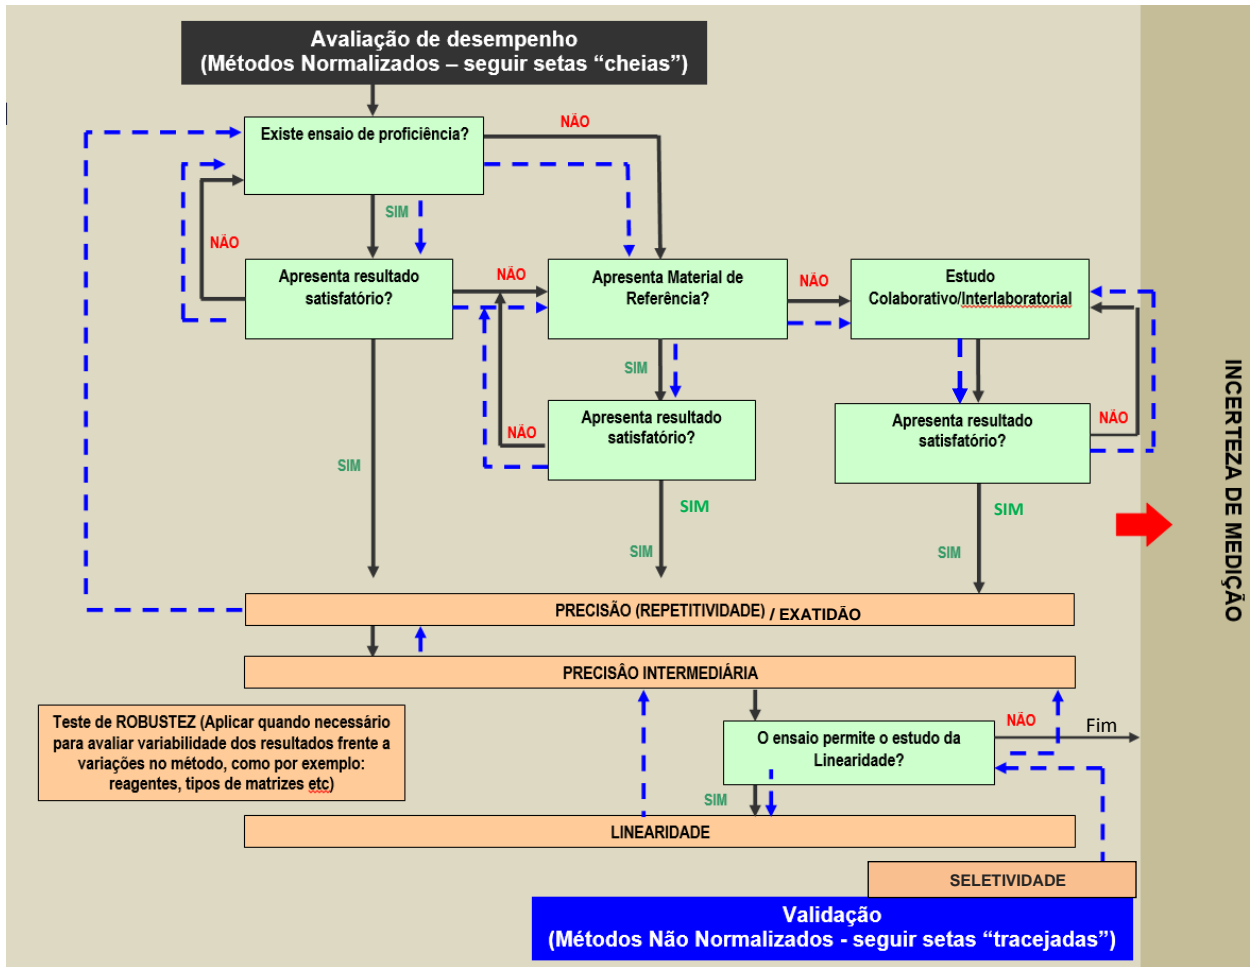 Avaliação de desempenho
(Métodos Normalizados – seguir setas “cheias”)
Existe ensaio de proficiência?
NÃO
SIM
NÃO
Apresenta resultado
satisfatório?
NÃO
Apresenta Material de
Referência?
NÃO
Estudo
Colaborativo/Interlaboratorial
SIM
Apresenta resultado
satisfatório?
NÃO
Apresenta resultado
satisfatório?
NÃO
SIM
SIM
SIM
SIM
SIM
INCERTEZA DE MEDIÇÃO
PRECISÃO (REPETITIVIDADE) / EXATIDÃO
PRECISÂO INTERMEDIÁRIA
Teste de ROBUSTEZ (Aplicar quando necessário
para avaliar variabilidade dos resultados frente a
variações no método, como por exemplo:
reagentes, tipos de matrizes etc)
O ensaio permite o estudo da
Linearidade?
NÃO
Fim
SIM
LINEARIDADE
SELETIVIDADE
Validação
(Métodos Não Normalizados - seguir setas “tracejadas”)